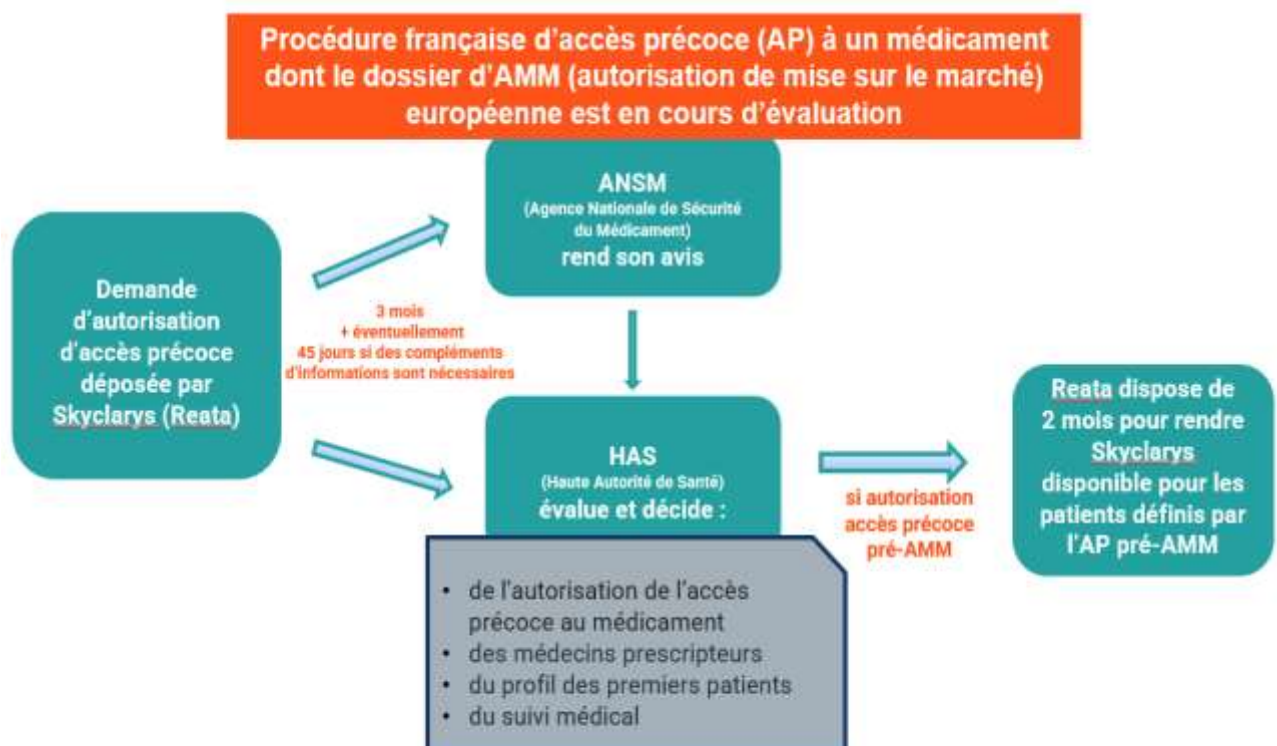 Procédure française d'accès précoce (AP) à un médicament
dont le dossier d'AMM (autorisation de mise sur le marché)
européenne est en cours d'évaluation
ANSM
(Agence Nationale de Sécurité
du Médicament)
rend son avis
Demande
d'autorisation
d'accès précoce
déposée par
Skyclarys (Reata)
3 mois
+ éventuellement
45 jours si des compléments
d'informations sont nécessaires
HAS
(Haute Autorité de Santé)
évalue et décide :
• de l'autorisation de l'accès
précoce au médicament
• des médecins prescripteurs
• du profil des premiers patients
• du suivi médical
si autorisation
accès précoce
pré-AMM
Reata dispose de
2 mois pour rendre
Skyclarys
disponible pour les
patients définis par
l'AP pré-AMM